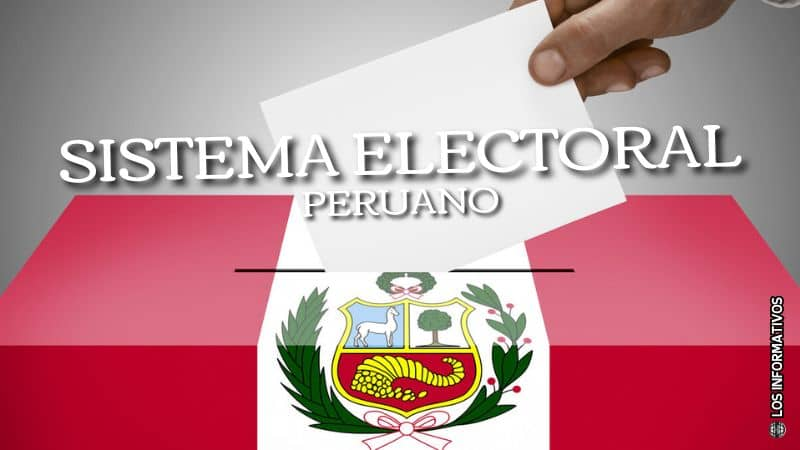 SISTEMA ELECTORAL
PERUANO
LOS INFORMATIVOS